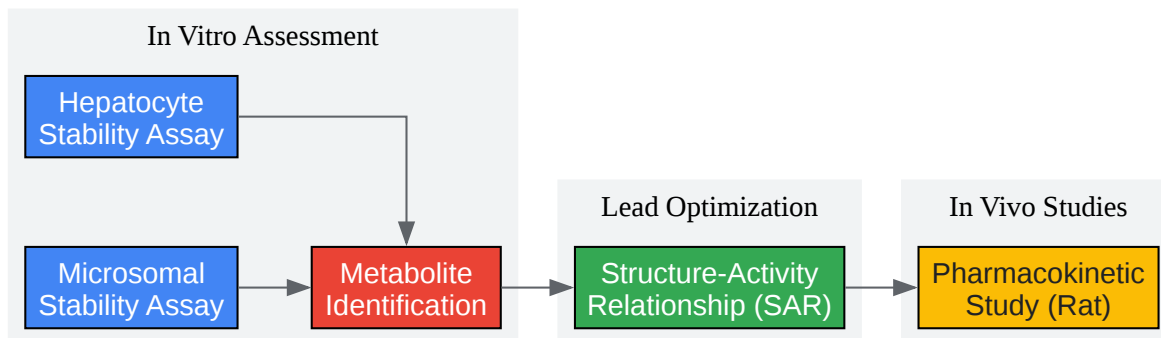 In Vitro Assessment
Hepatocyte
Stability Assay
Microsomal
Stability Assay
Metabolite
Identification
Lead Optimization
Structure-Activity
Relationship (SAR)
In Vivo Studies
Pharmacokinetic
Study (Rat)